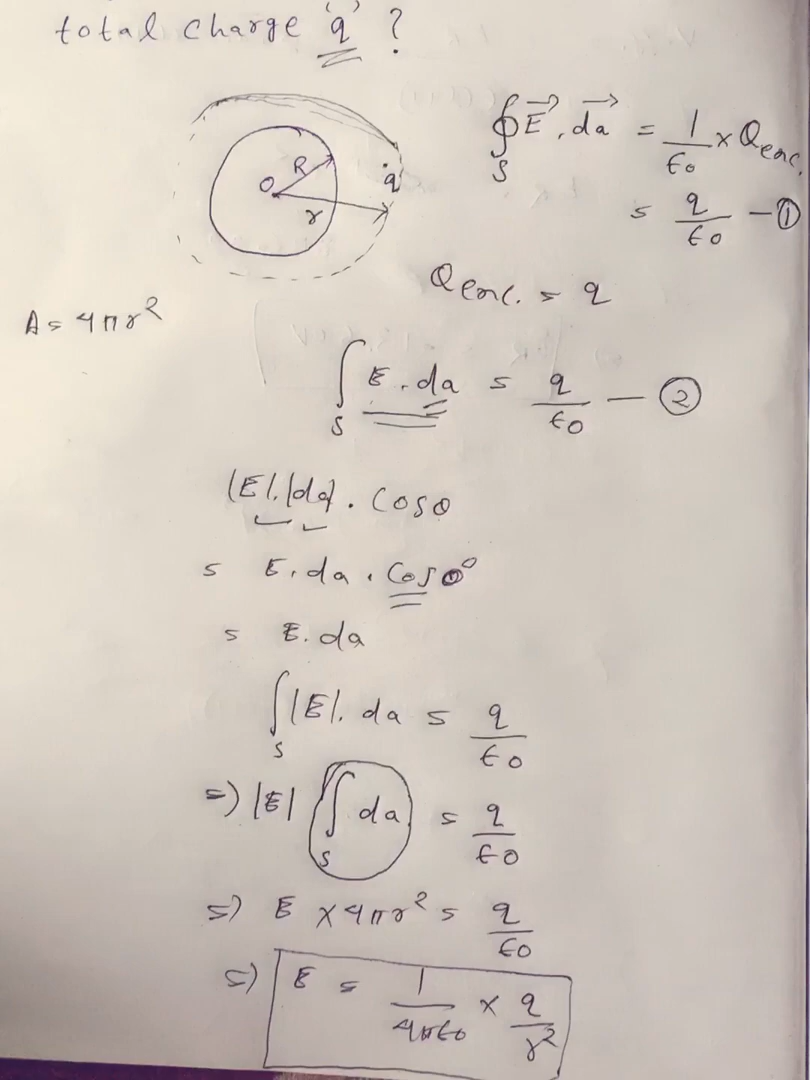 total charge 'q' ?
∮ₛ E⃗ . da⃗ = 1/ε₀ × Qenc.
= q/ε₀ — ①
R
O
r
q
Qenc. = q
A = 4πr²
∫ₛ E . da = q/ε₀ — ②
|E|.|da| . Cosθ
= E. da . Cos0°
= E. da
∫ₛ |E|. da = q/ε₀
=) |E| ∫ₛ da = q/ε₀
=) E × 4πr² = q/ε₀
=) E = 1/4πε₀ × q/r²